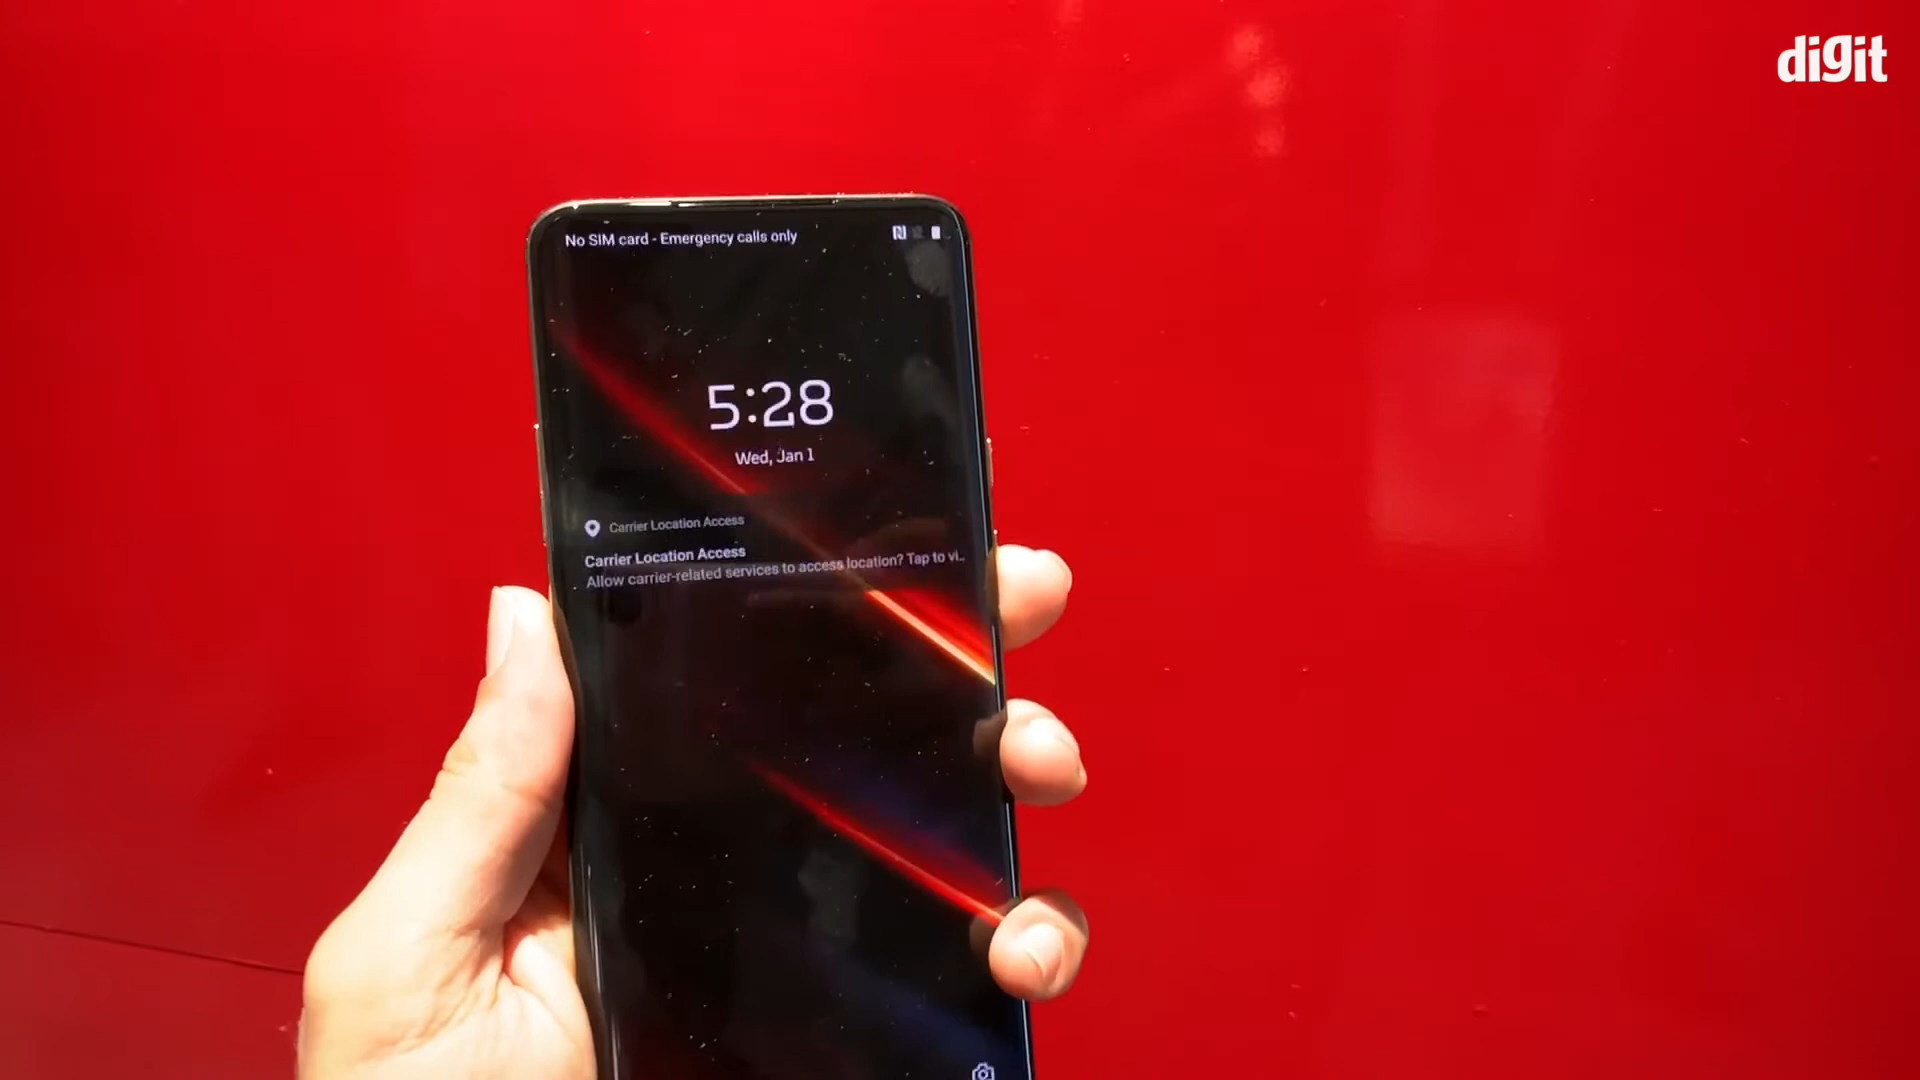 digit
No SIM card - Emergency calls only
5:28
Wed, Jan 1
Carrier Location Access
Carrier Location Access
Allow carrier-related services to access location? Tap to vi..